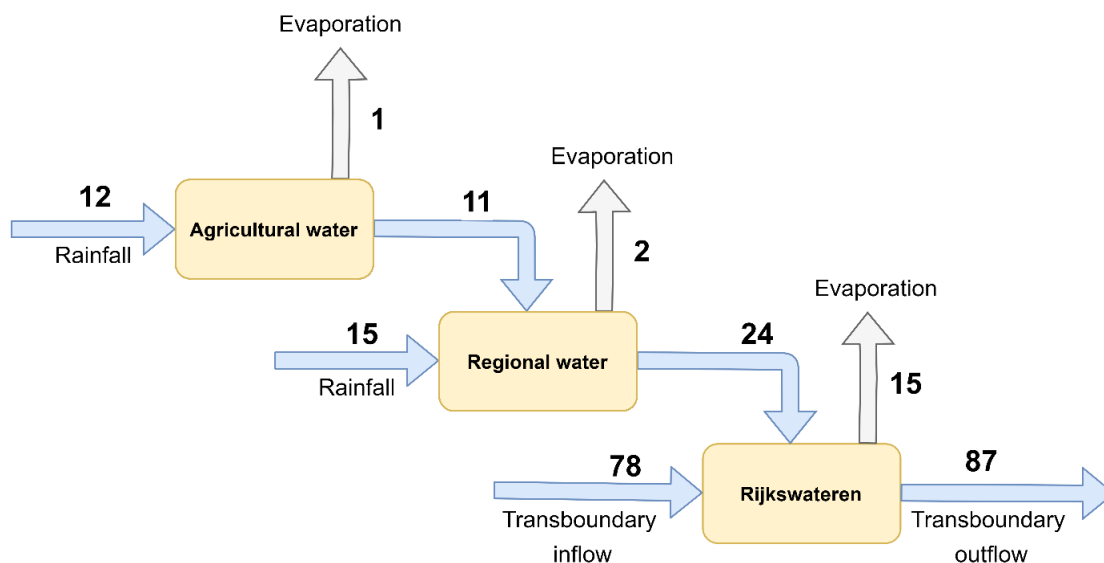 Evaporation
1
12
Rainfall
Agricultural water
11
Evaporation
2
15
Rainfall
Regional water
24
Evaporation
15
78
Transboundary
inflow
Rijkswateren
87
Transboundary
outflow